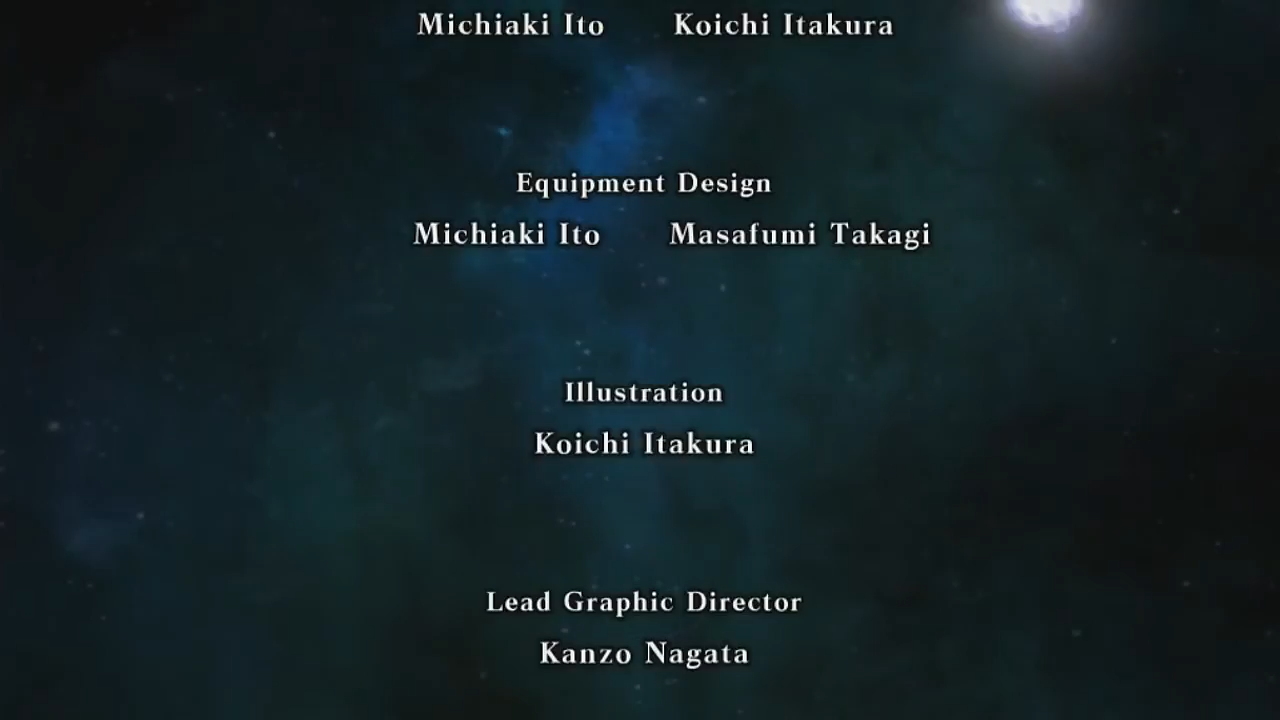 Michiaki Ito Koichi Itakura
Equipment Design
Michiaki Ito Masafumi Takagi
Illustration
Koichi Itakura
Lead Graphic Director
Kanzo Nagata